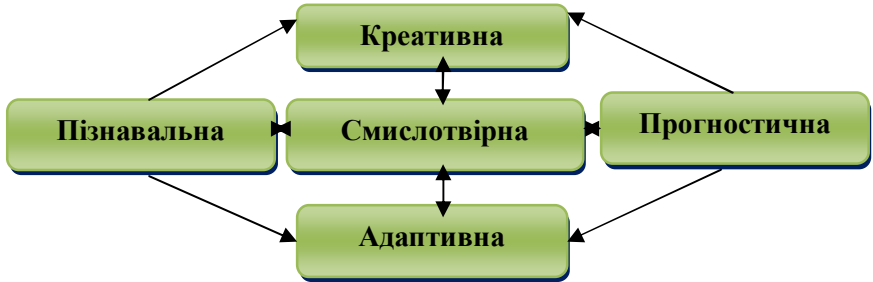 Креативна
Пізнавальна
Смислотвірна
Прогностична
Адаптивна